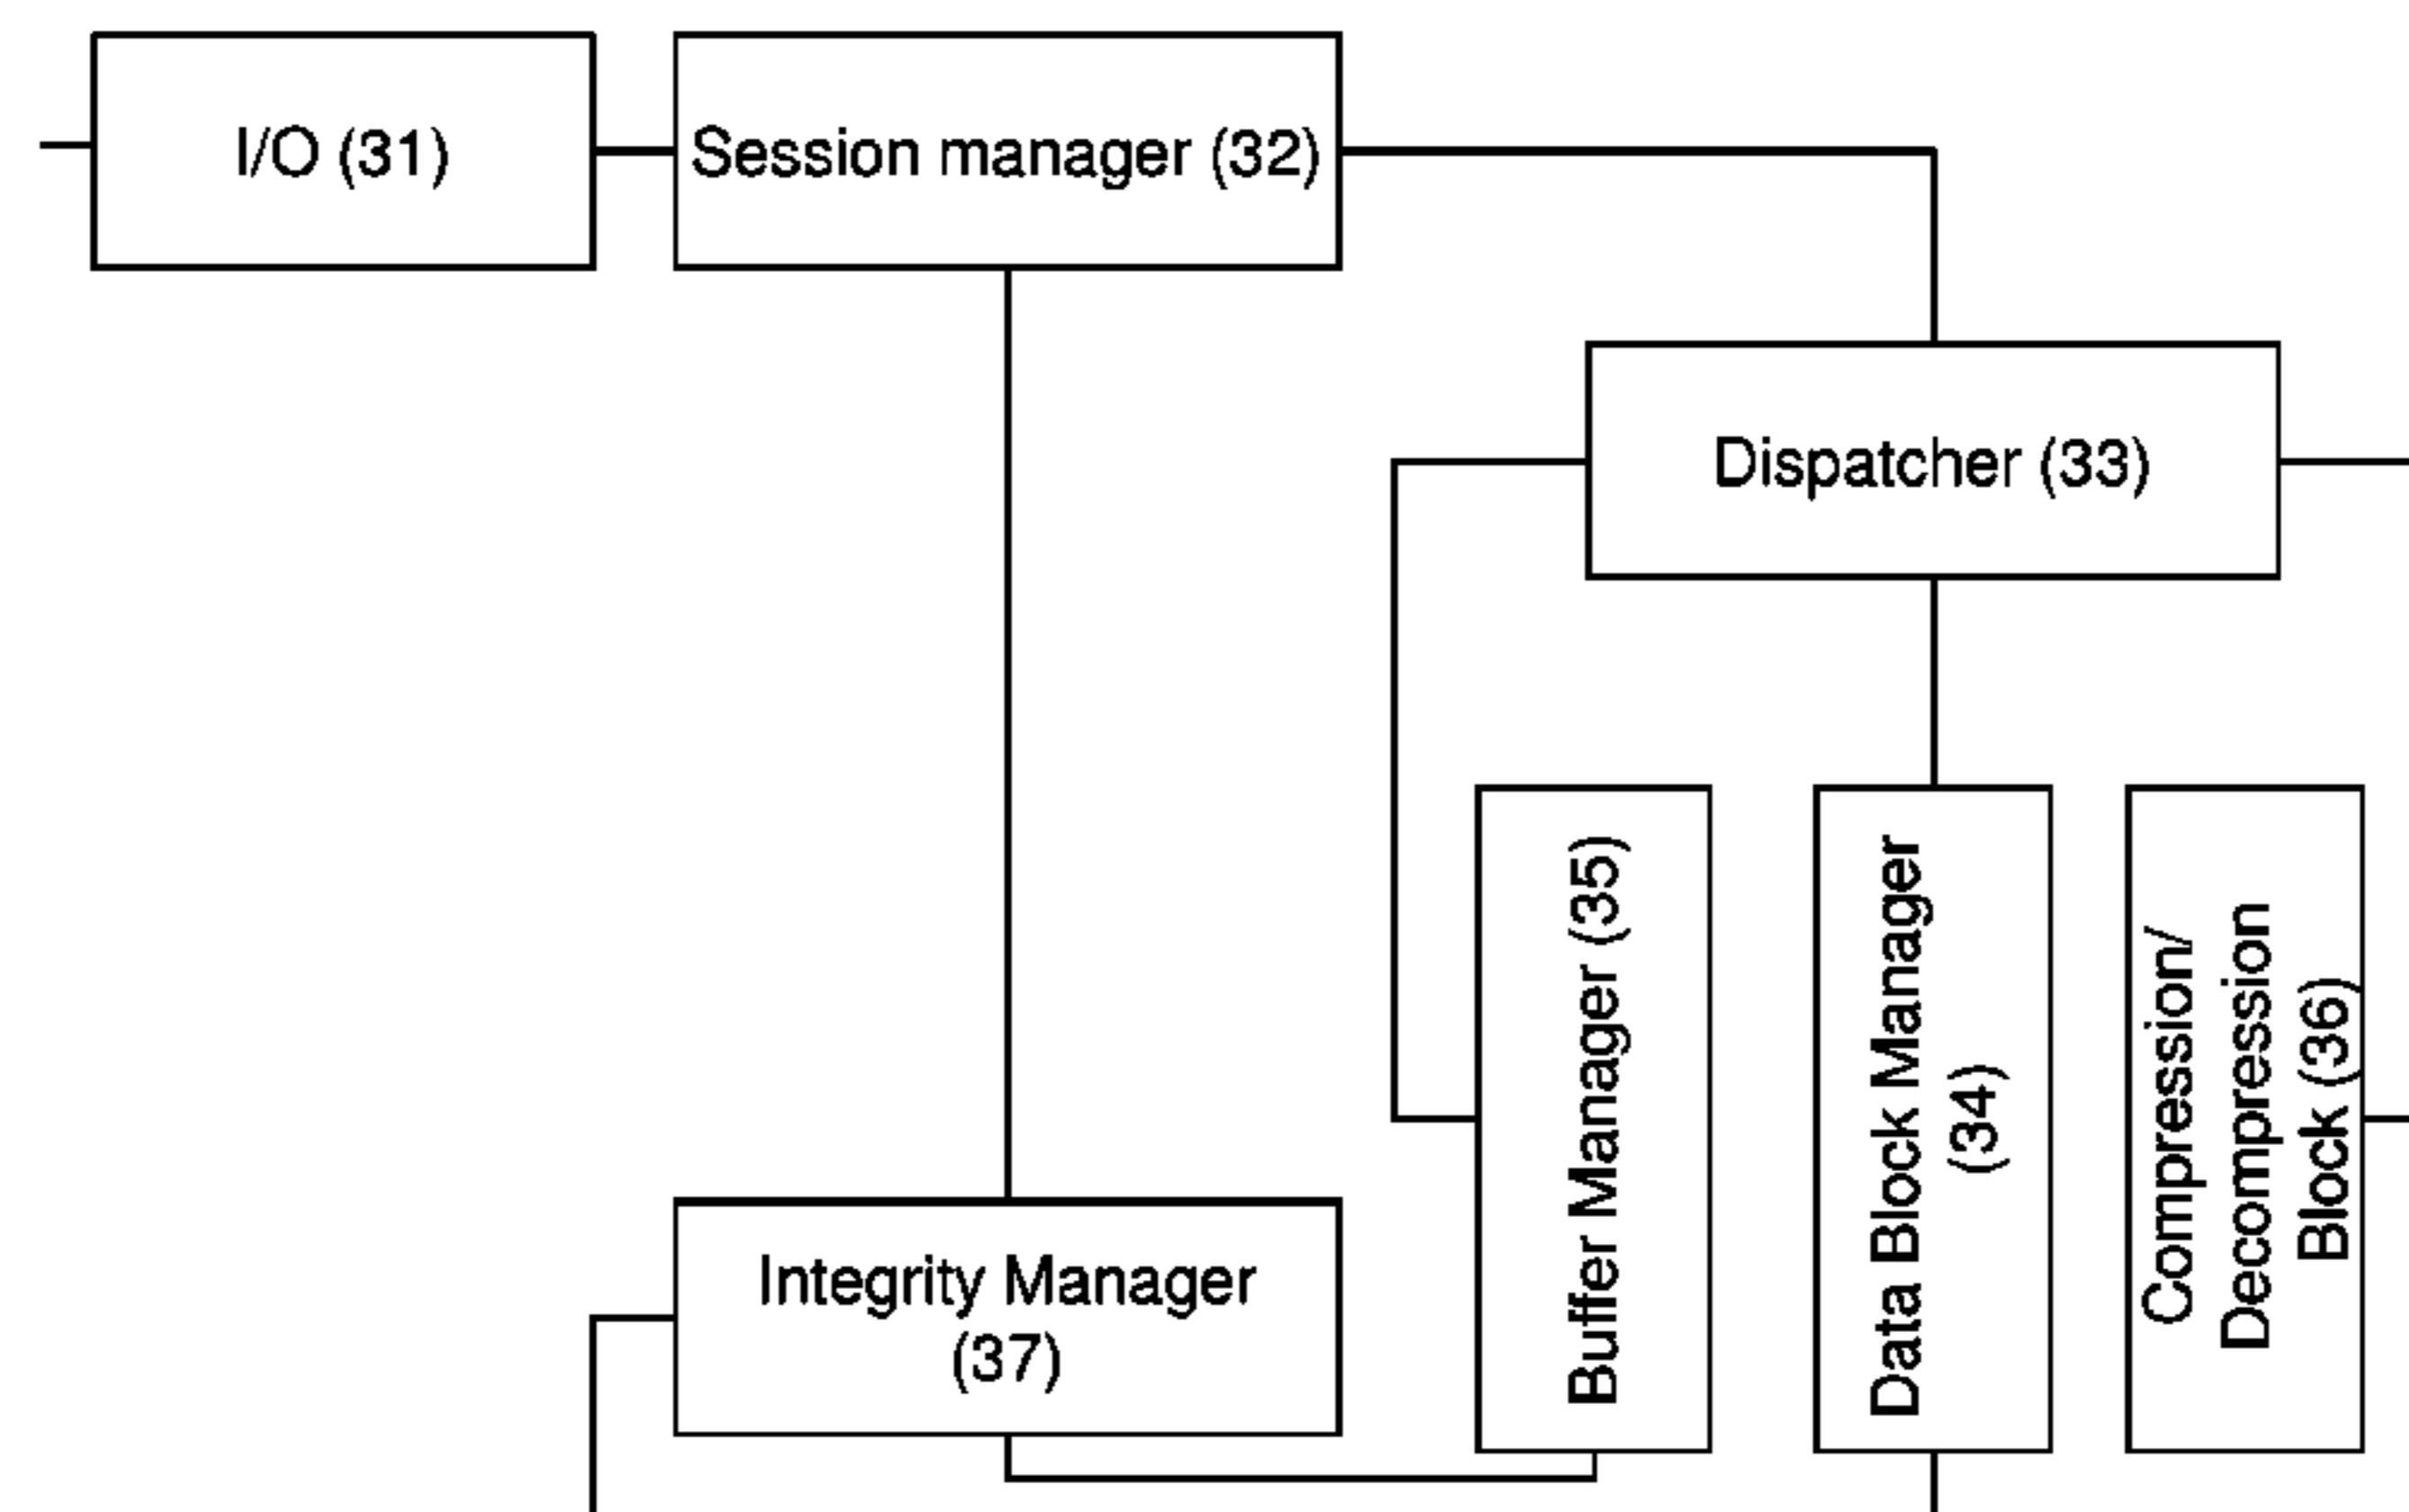 I/O (31)
Session manager (32)
Dispatcher (33)
Buffer Manager (35)
Data Block Manager
(34)
Compression/
Decompression
Block (36)
Integrity Manager
(37)